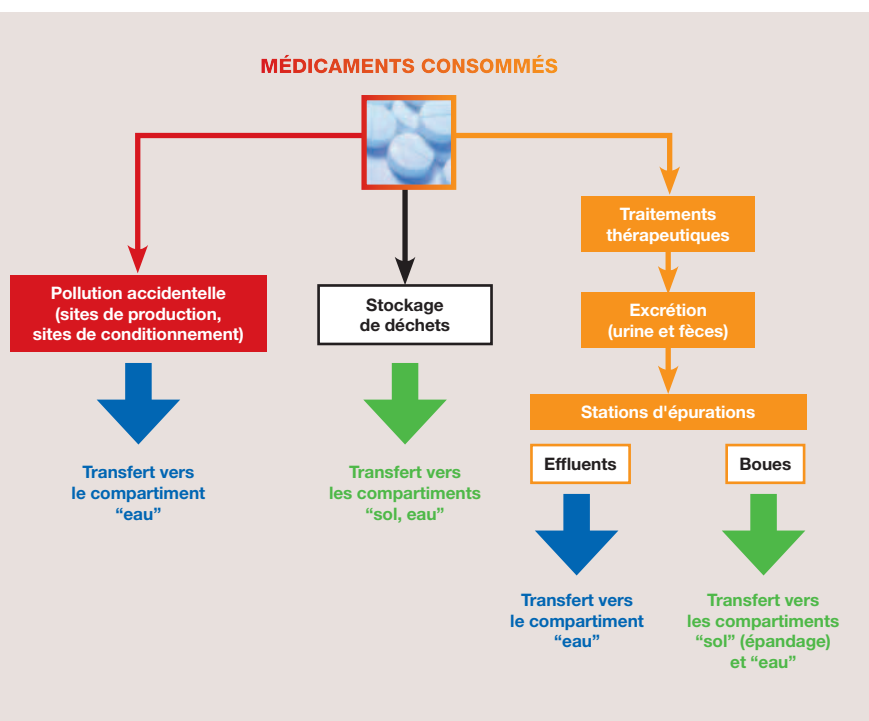 MÉDICAMENTS CONSOMMÉS
Traitements
thérapeutiques
Pollution accidentelle
(sites de production,
sites de conditionnement)
Stockage
de déchets
Excrétion
(urine et fèces)
Stations d'épurations
Effluents
Boues
Transfert vers
le compartiment
“eau”
Transfert vers
les compartiments
“sol, eau”
Transfert vers
le compartiment
“eau”
Transfert vers
les compartiments
“sol” (épandage)
et “eau”